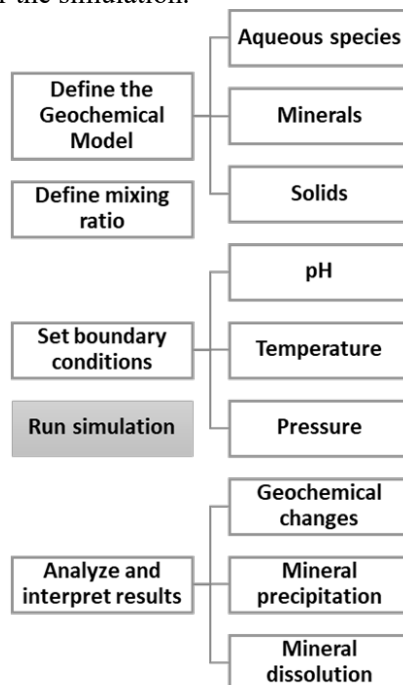 the simulation.
Aqueous species
Define the
Geochemical
Model
Minerals
Solids
Define mixing
ratio
pH
Set boundary
conditions
Temperature
Run simulation
Pressure
Geochemical
changes
Analyze and
interpret results
Mineral
precipitation
Mineral
dissolution